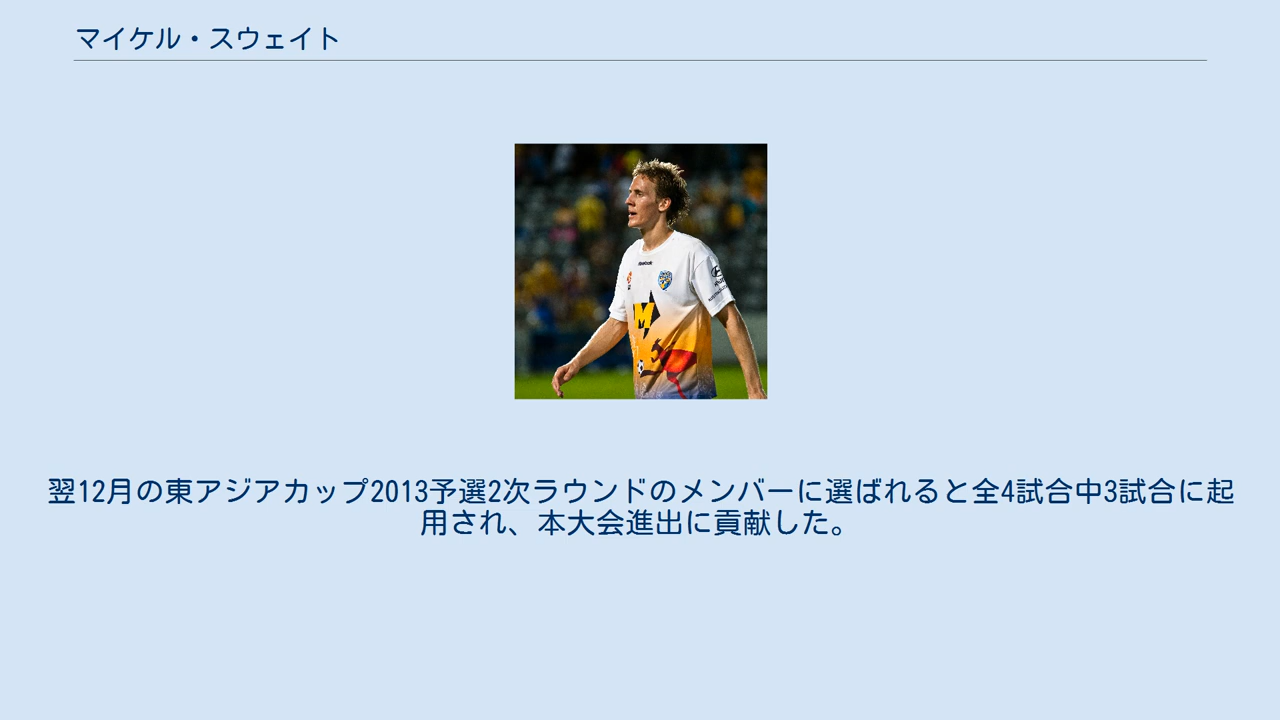 マイケル・スウェイト
Reebok
M
翌12月の東アジアカップ2013予選2次ラウンドのメンバーに選ばれると全4試合中3試合に起
用され、本大会進出に貢献した。